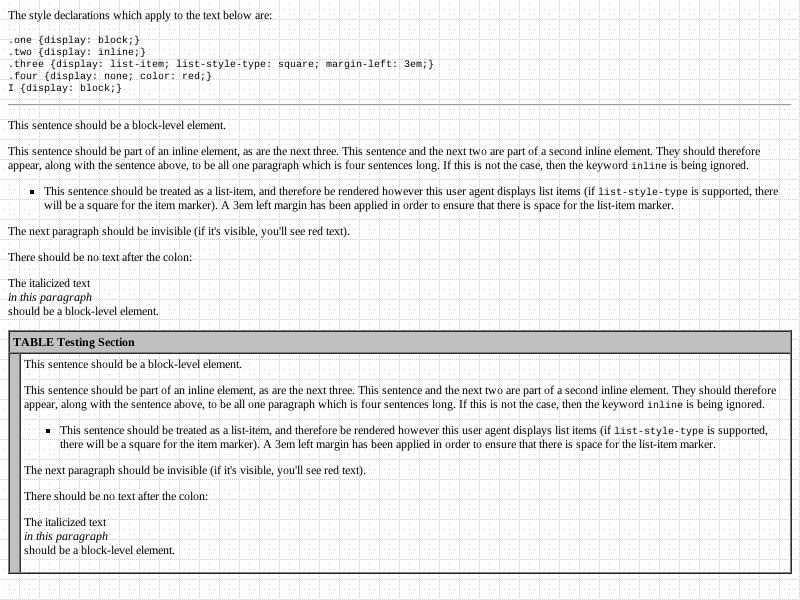 The style declarations which apply to the text below are:
.one {display: block;}
.two {display: inline;}
.three {display: list-item; list-style-type: square; margin-left: 3em;}
.four {display: none; color: red;}
I {display: block;}
This sentence should be a block-level element.
This sentence should be part of an inline element, as are the next three. This sentence and the next two are part of a second inline element. They should therefore
appear, along with the sentence above, to be all one paragraph which is four sentences long. If this is not the case, then the keyword inline is being ignored.
This sentence should be treated as a list-item, and therefore be rendered however this user agent displays list items (if list-style-type is supported, there
will be a square for the item marker). A 3em left margin has been applied in order to ensure that there is space for the list-item marker.
The next paragraph should be invisible (if it's visible, you'll see red text).
There should be no text after the colon:
The italicized text
in this paragraph
should be a block-level element.
TABLE Testing Section
This sentence should be a block-level element.
This sentence should be part of an inline element, as are the next three. This sentence and the next two are part of a second inline element. They should therefore
appear, along with the sentence above, to be all one paragraph which is four sentences long. If this is not the case, then the keyword inline is being ignored.
This sentence should be treated as a list-item, and therefore be rendered however this user agent displays list items (if list-style-type is supported,
there will be a square for the item marker). A 3em left margin has been applied in order to ensure that there is space for the list-item marker.
The next paragraph should be invisible (if it's visible, you'll see red text).
There should be no text after the colon:
The italicized text
in this paragraph
should be a block-level element.